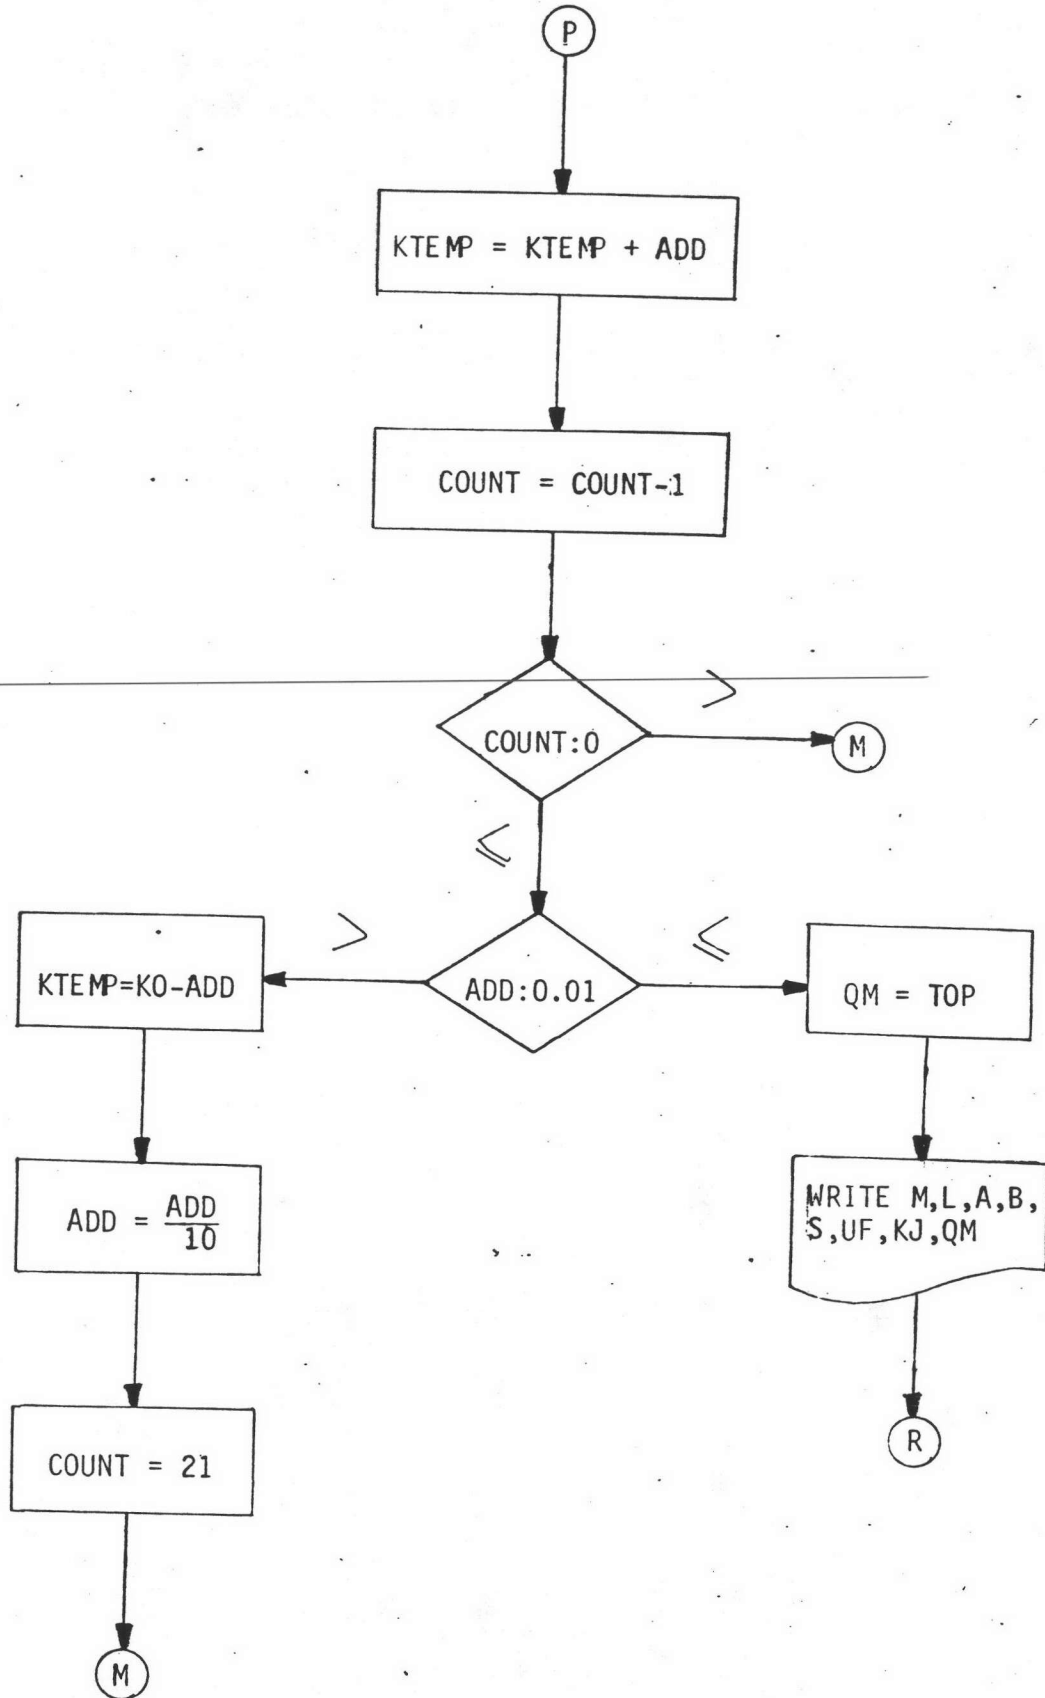 P
KTEMP = KTEMP + ADD
COUNT = COUNT-1
>
COUNT:0
M
≤
>
≤
KTEMP=KO-ADD
ADD:0.01
QM = TOP
ADD = ADD
10
WRITE M,L,A,B,
S,UF,KJ,QM
COUNT = 21
R
M